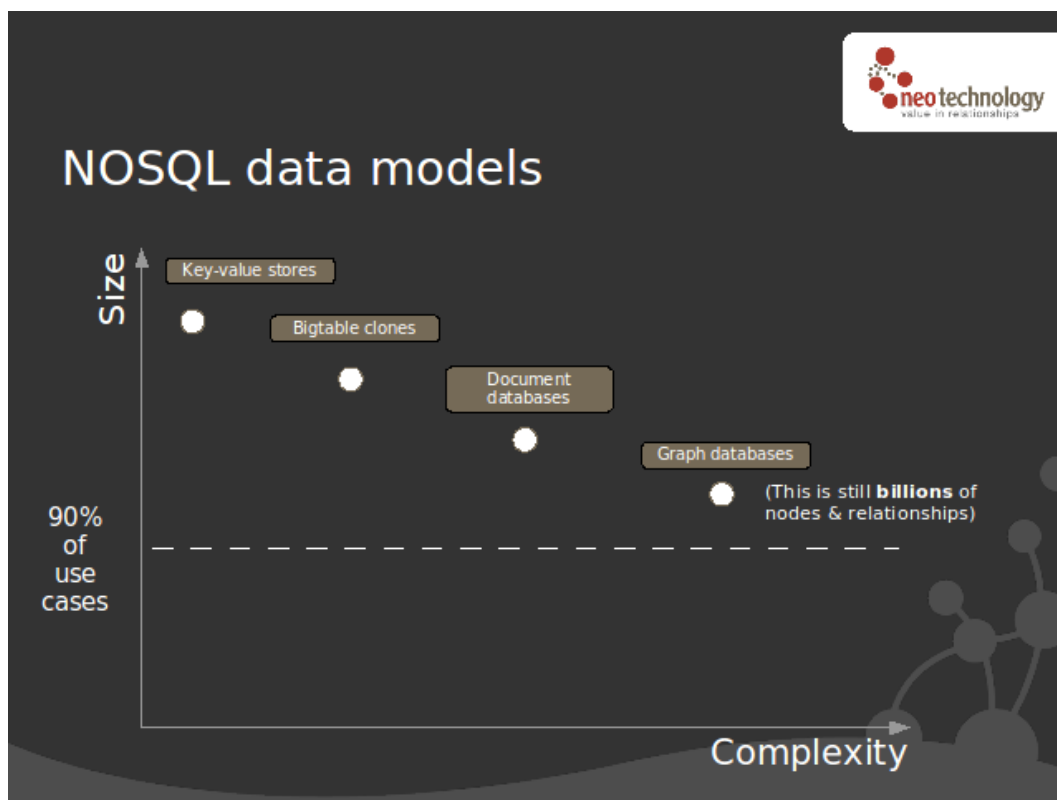 neotechnology
value in relationships
NOSQL data models
Size
Key-value stores
Bigtable clones
Document
databases
Graph databases
(This is still billions of
nodes & relationships)
90%
of
use
cases
Complexity